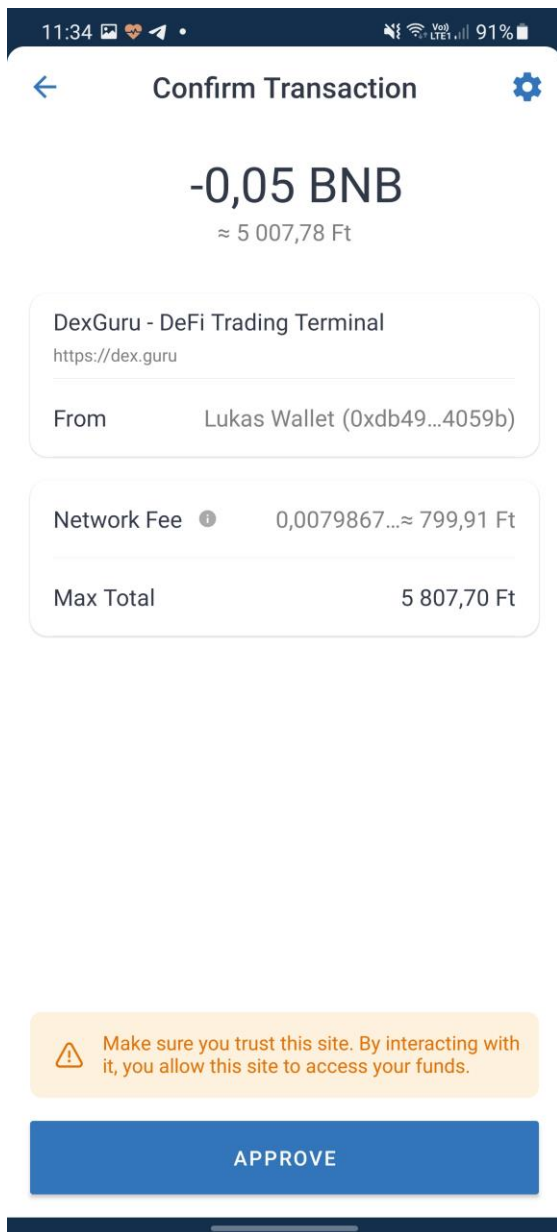 11:34 Vo)) LTE1 91%
Confirm Transaction
-0,05 BNB
≈ 5 007,78 Ft
DexGuru - DeFi Trading Terminal
https://dex.guru
From Lukas Wallet (0xdb49...4059b)
Network Fee 0,0079867...≈ 799,91 Ft
Max Total 5 807,70 Ft
Make sure you trust this site. By interacting with
it, you allow this site to access your funds.
APPROVE